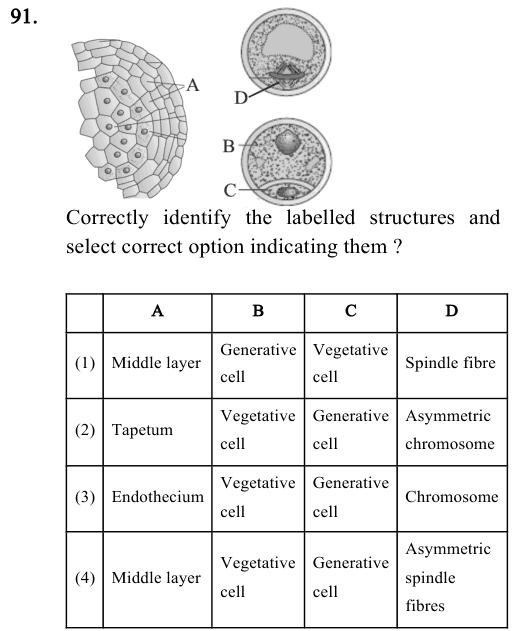 91.
A
D
B
C
Correctly identify the labelled structures and
select correct option indicating them ?
A B C D
(1) Middle layer Generative cell Vegetative cell Spindle fibre
(2) Tapetum Vegetative cell Generative cell Asymmetric chromosome
(3) Endothecium Vegetative cell Generative cell Chromosome
(4) Middle layer Vegetative cell Generative cell Asymmetric spindle fibres